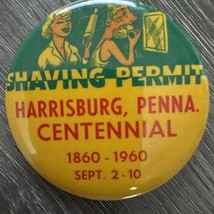 SHAVING PERMIT
HARRISBURG, PENNA.
CENTENNIAL
1860-1960
SEPT. 2-10